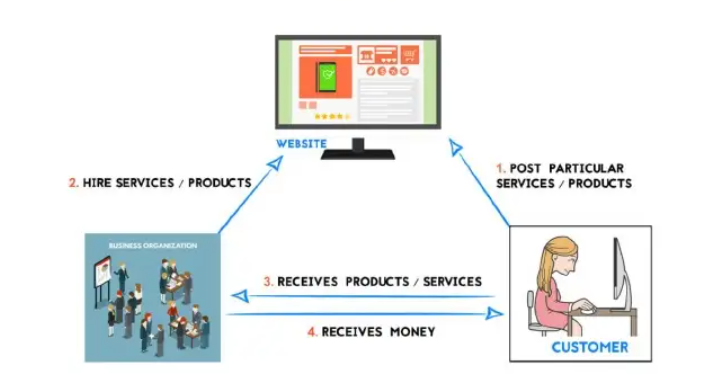 WEBSITE
1. POST PARTICULAR
SERVICES / PRODUCTS
2. HIRE SERVICES / PRODUCTS
BUSINESS ORGANIZATION
3. RECEIVES PRODUCTS / SERVICES
4. RECEIVES MONEY
CUSTOMER